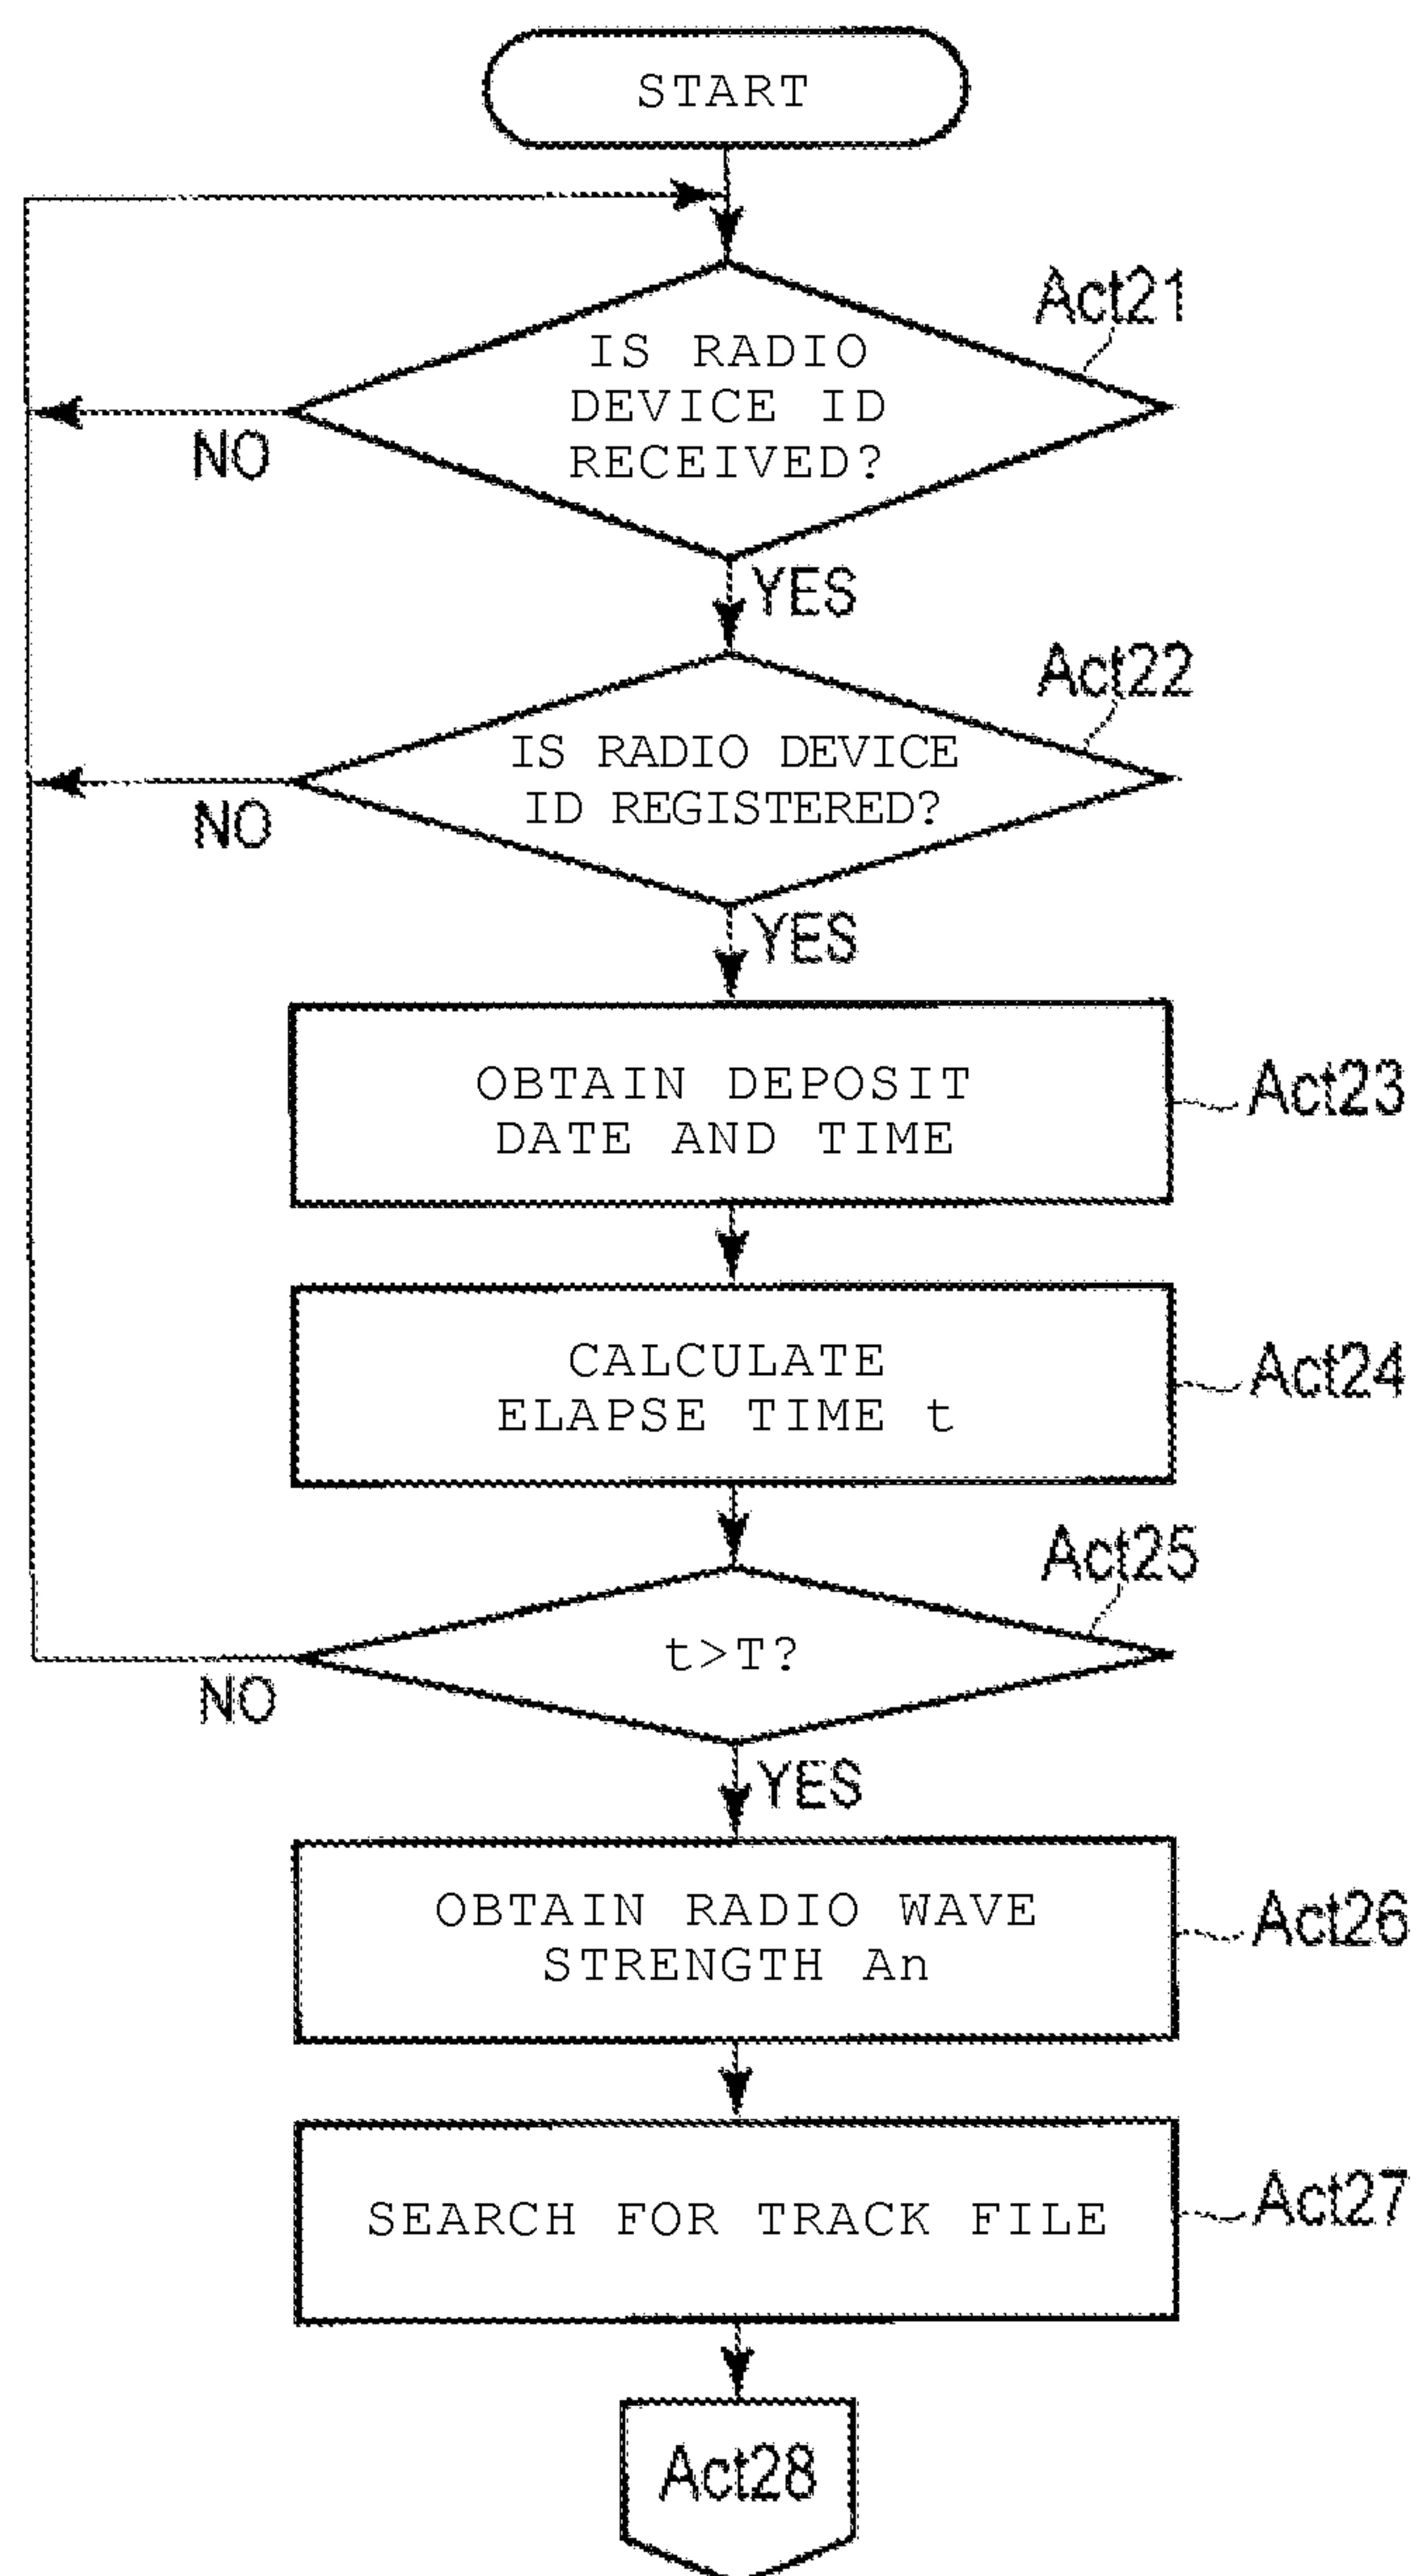 START
Act21
IS RADIO
DEVICE ID
RECEIVED?
NO
YES
Act22
IS RADIO DEVICE
ID REGISTERED?
NO
YES
OBTAIN DEPOSIT
DATE AND TIME
Act23
CALCULATE
ELAPSE TIME t
Act24
Act25
t>T?
NO
YES
OBTAIN RADIO WAVE
STRENGTH An
Act26
SEARCH FOR TRACK FILE
Act27
Act28